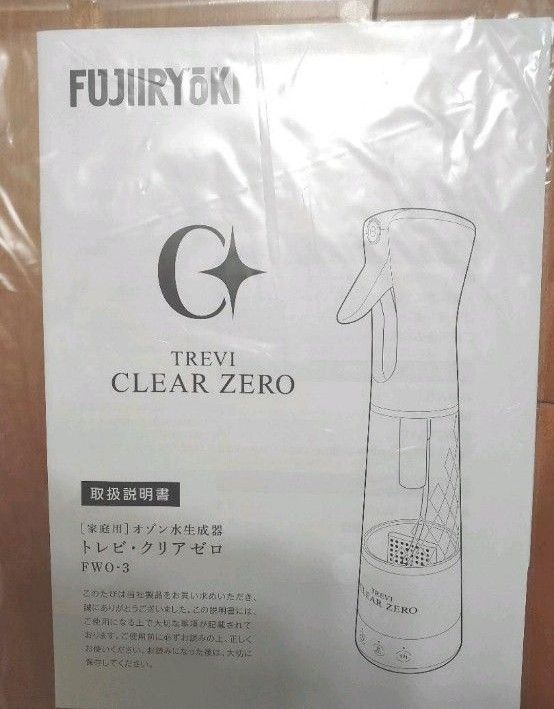 FUJIIRYOKI
TREVI
CLEAR ZERO
取扱説明書
[家庭用]オゾン水生成器
トレビ・クリアゼロ
FWO-3
このたびは当社製品をお買い求めいただき、
誠にありがとうございました。この説明書には、
ご使用になる上で大切な事項が記載されて
おります。ご使用前に必ずお読みの上、正しく
お使いください。お読みになった後は、大切に
保存してください。
TREVI
CLEAR ZERO